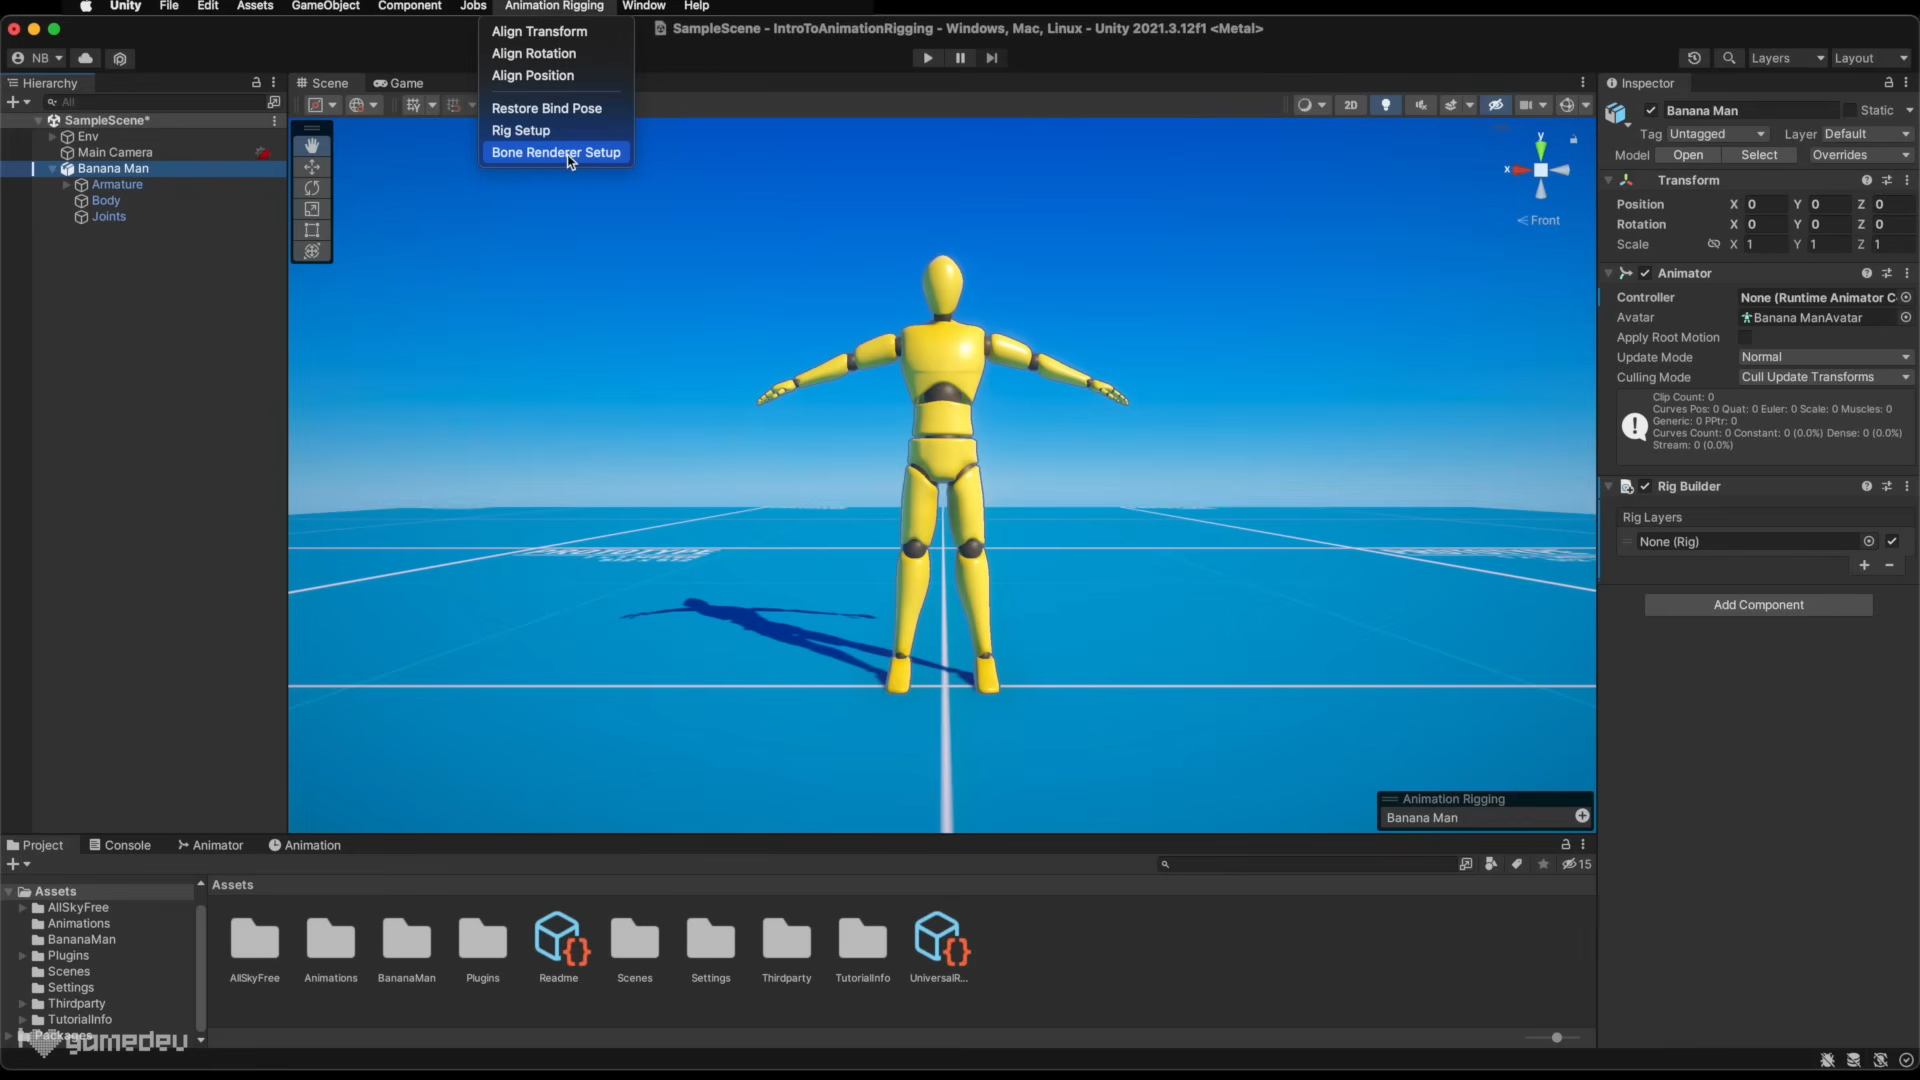 Unity File Edit Assets GameObject Component Jobs Animation Rigging Window Help
SampleScene - IntroToAnimationRigging - Windows, Mac, Linux - Unity 2021.3.12f1 <Metal>
Align Transform
Align Rotation
Align Position
Restore Bind Pose
Rig Setup
Bone Renderer Setup
NB
Layers
Layout
Hierarchy
All
SampleScene*
Env
Main Camera
Banana Man
Armature
Body
Joints
Scene
Game
2D
y
x
Front
PROTOTYPE
Animation Rigging
Banana Man
Inspector
Banana Man
Static
Tag Untagged
Layer Default
Model Open Select Overrides
Transform
Position X 0 Y 0 Z 0
Rotation X 0 Y 0 Z 0
Scale X 1 Y 1 Z 1
Animator
Controller None (Runtime Animator C
Avatar Banana ManAvatar
Apply Root Motion
Update Mode Normal
Culling Mode Cull Update Transforms
Clip Count: 0
Curves Pos: 0 Quat: 0 Euler: 0 Scale: 0 Muscles: 0
Generic: 0 PPtr: 0
Curves Count: 0 Constant: 0 (0.0%) Dense: 0 (0.0%)
Stream: 0 (0.0%)
Rig Builder
Rig Layers
None (Rig)
Add Component
Project
Console
Animator
Animation
15
Assets
AllSkyFree
Animations
BananaMan
Plugins
Scenes
Settings
Thirdparty
TutorialInfo
Packages
Assets
AllSkyFree
Animations
BananaMan
Plugins
Readme
Scenes
Settings
Thirdparty
TutorialInfo
UniversalR...
gamedev